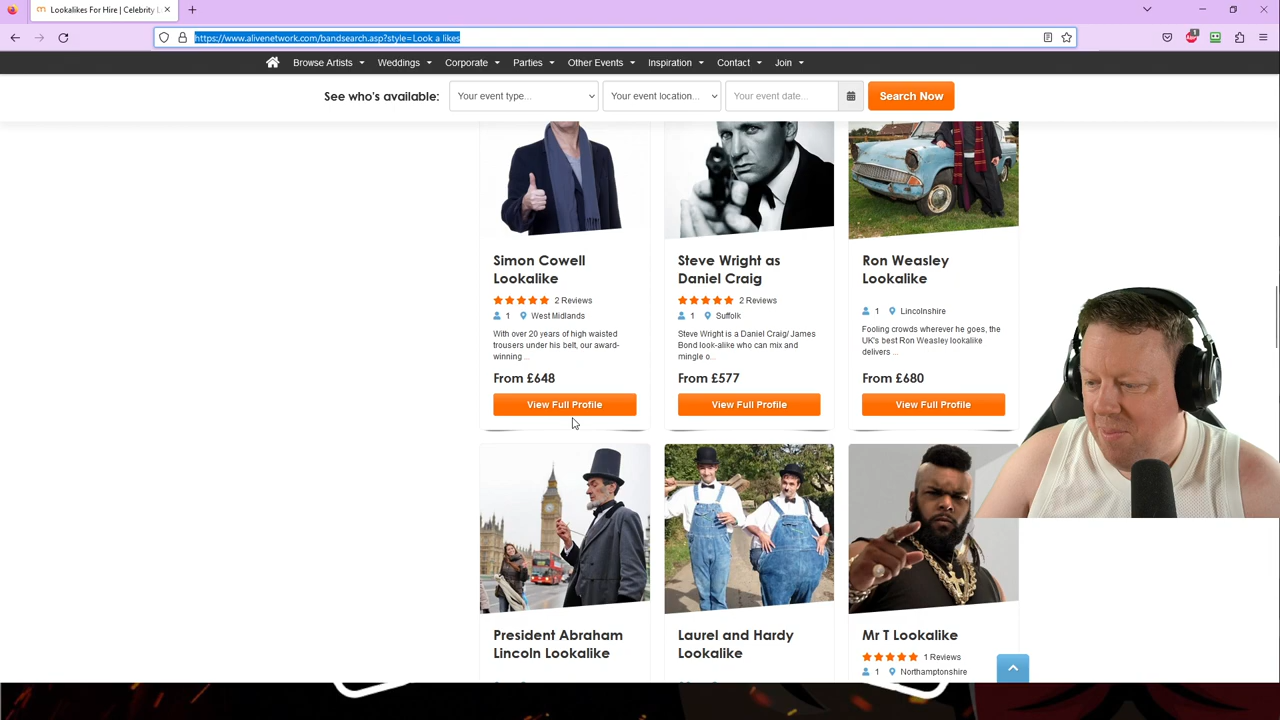 Lookalikes For Hire | Celebrity L
https://www.alivenetwork.com/bandsearch.asp?style=Look a likes
Browse Artists Weddings Corporate Parties Other Events Inspiration Contact Join
See who's available: Your event type... Your event location... Your event date... Search Now
Simon Cowell
Lookalike
2 Reviews
1 West Midlands
With over 20 years of high waisted
trousers under his belt, our award-
winning ...
From £648
View Full Profile
Steve Wright as
Daniel Craig
2 Reviews
1 Suffolk
Steve Wright is a Daniel Craig/ James
Bond look-alike who can mix and
mingle o...
From £577
View Full Profile
Ron Weasley
Lookalike
1 Lincolnshire
Fooling crowds wherever he goes, the
UK's best Ron Weasley lookalike
delivers ...
From £680
View Full Profile
President Abraham
Lincoln Lookalike
Laurel and Hardy
Lookalike
Mr T Lookalike
1 Reviews
1 Northamptonshire